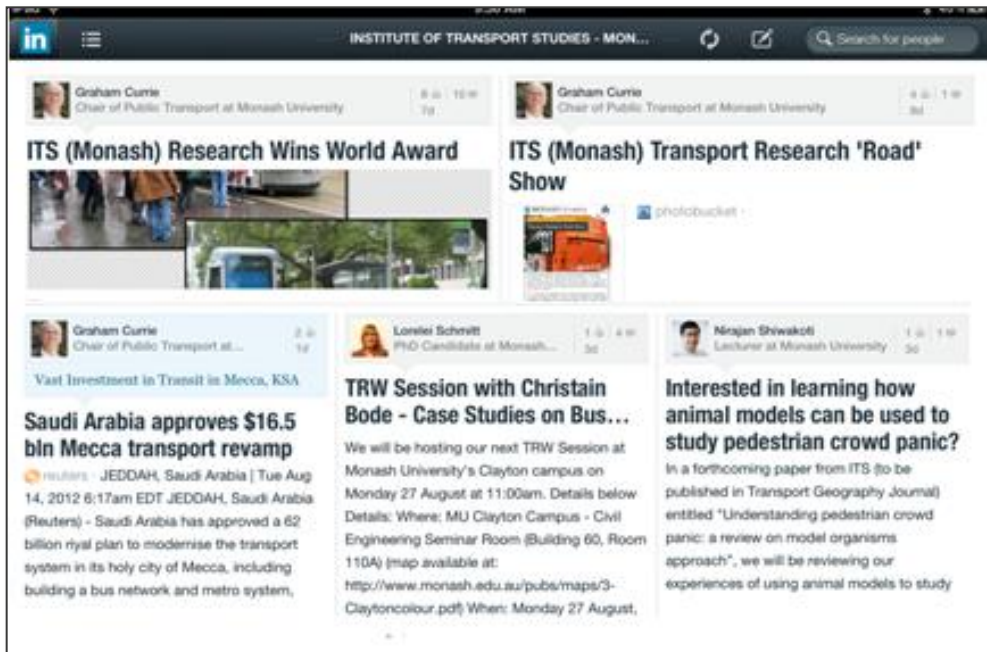 in
INSTITUTE OF TRANSPORT STUDIES - MON...
Search for people
Graham Currie
Chair of Public Transport at Monash University
7d
ITS (Monash) Research Wins World Award
Graham Currie
Chair of Public Transport at Monash University
8d
ITS (Monash) Transport Research 'Road'
Show
photobucket -
Graham Currie
Chair of Public Transport at...
2
1d
Vast Investment in Transit in Mecca, KSA
Saudi Arabia approves $16.5
bln Mecca transport revamp
reuters - JEDDAH, Saudi Arabia | Tue Aug
14, 2012 6:17am EDT JEDDAH, Saudi Arabia
(Reuters) - Saudi Arabia has approved a 62
billion riyal plan to modernise the transport
system in its holy city of Mecca, including
building a bus network and metro system,
Lorelei Schmitt
PhD Candidate at Monash...
1 4
3d
TRW Session with Christain
Bode - Case Studies on Bus...
We will be hosting our next TRW Session at
Monash University's Clayton campus on
Monday 27 August at 11:00am. Details below
Details: Where: MU Clayton Campus - Civil
Engineering Seminar Room (Building 60, Room
110A) (map available at:
http://www.monash.edu.au/pubs/maps/3-
Claytoncolour.pdf) When: Monday 27 August,
Nirajan Shiwakoti
Lecturer at Monash University
1 1
3d
Interested in learning how
animal models can be used to
study pedestrian crowd panic?
In a forthcoming paper from ITS (to be
published in Transport Geography Journal)
entitled "Understanding pedestrian crowd
panic: a review on model organisms
approach", we will be reviewing our
experiences of using animal models to study